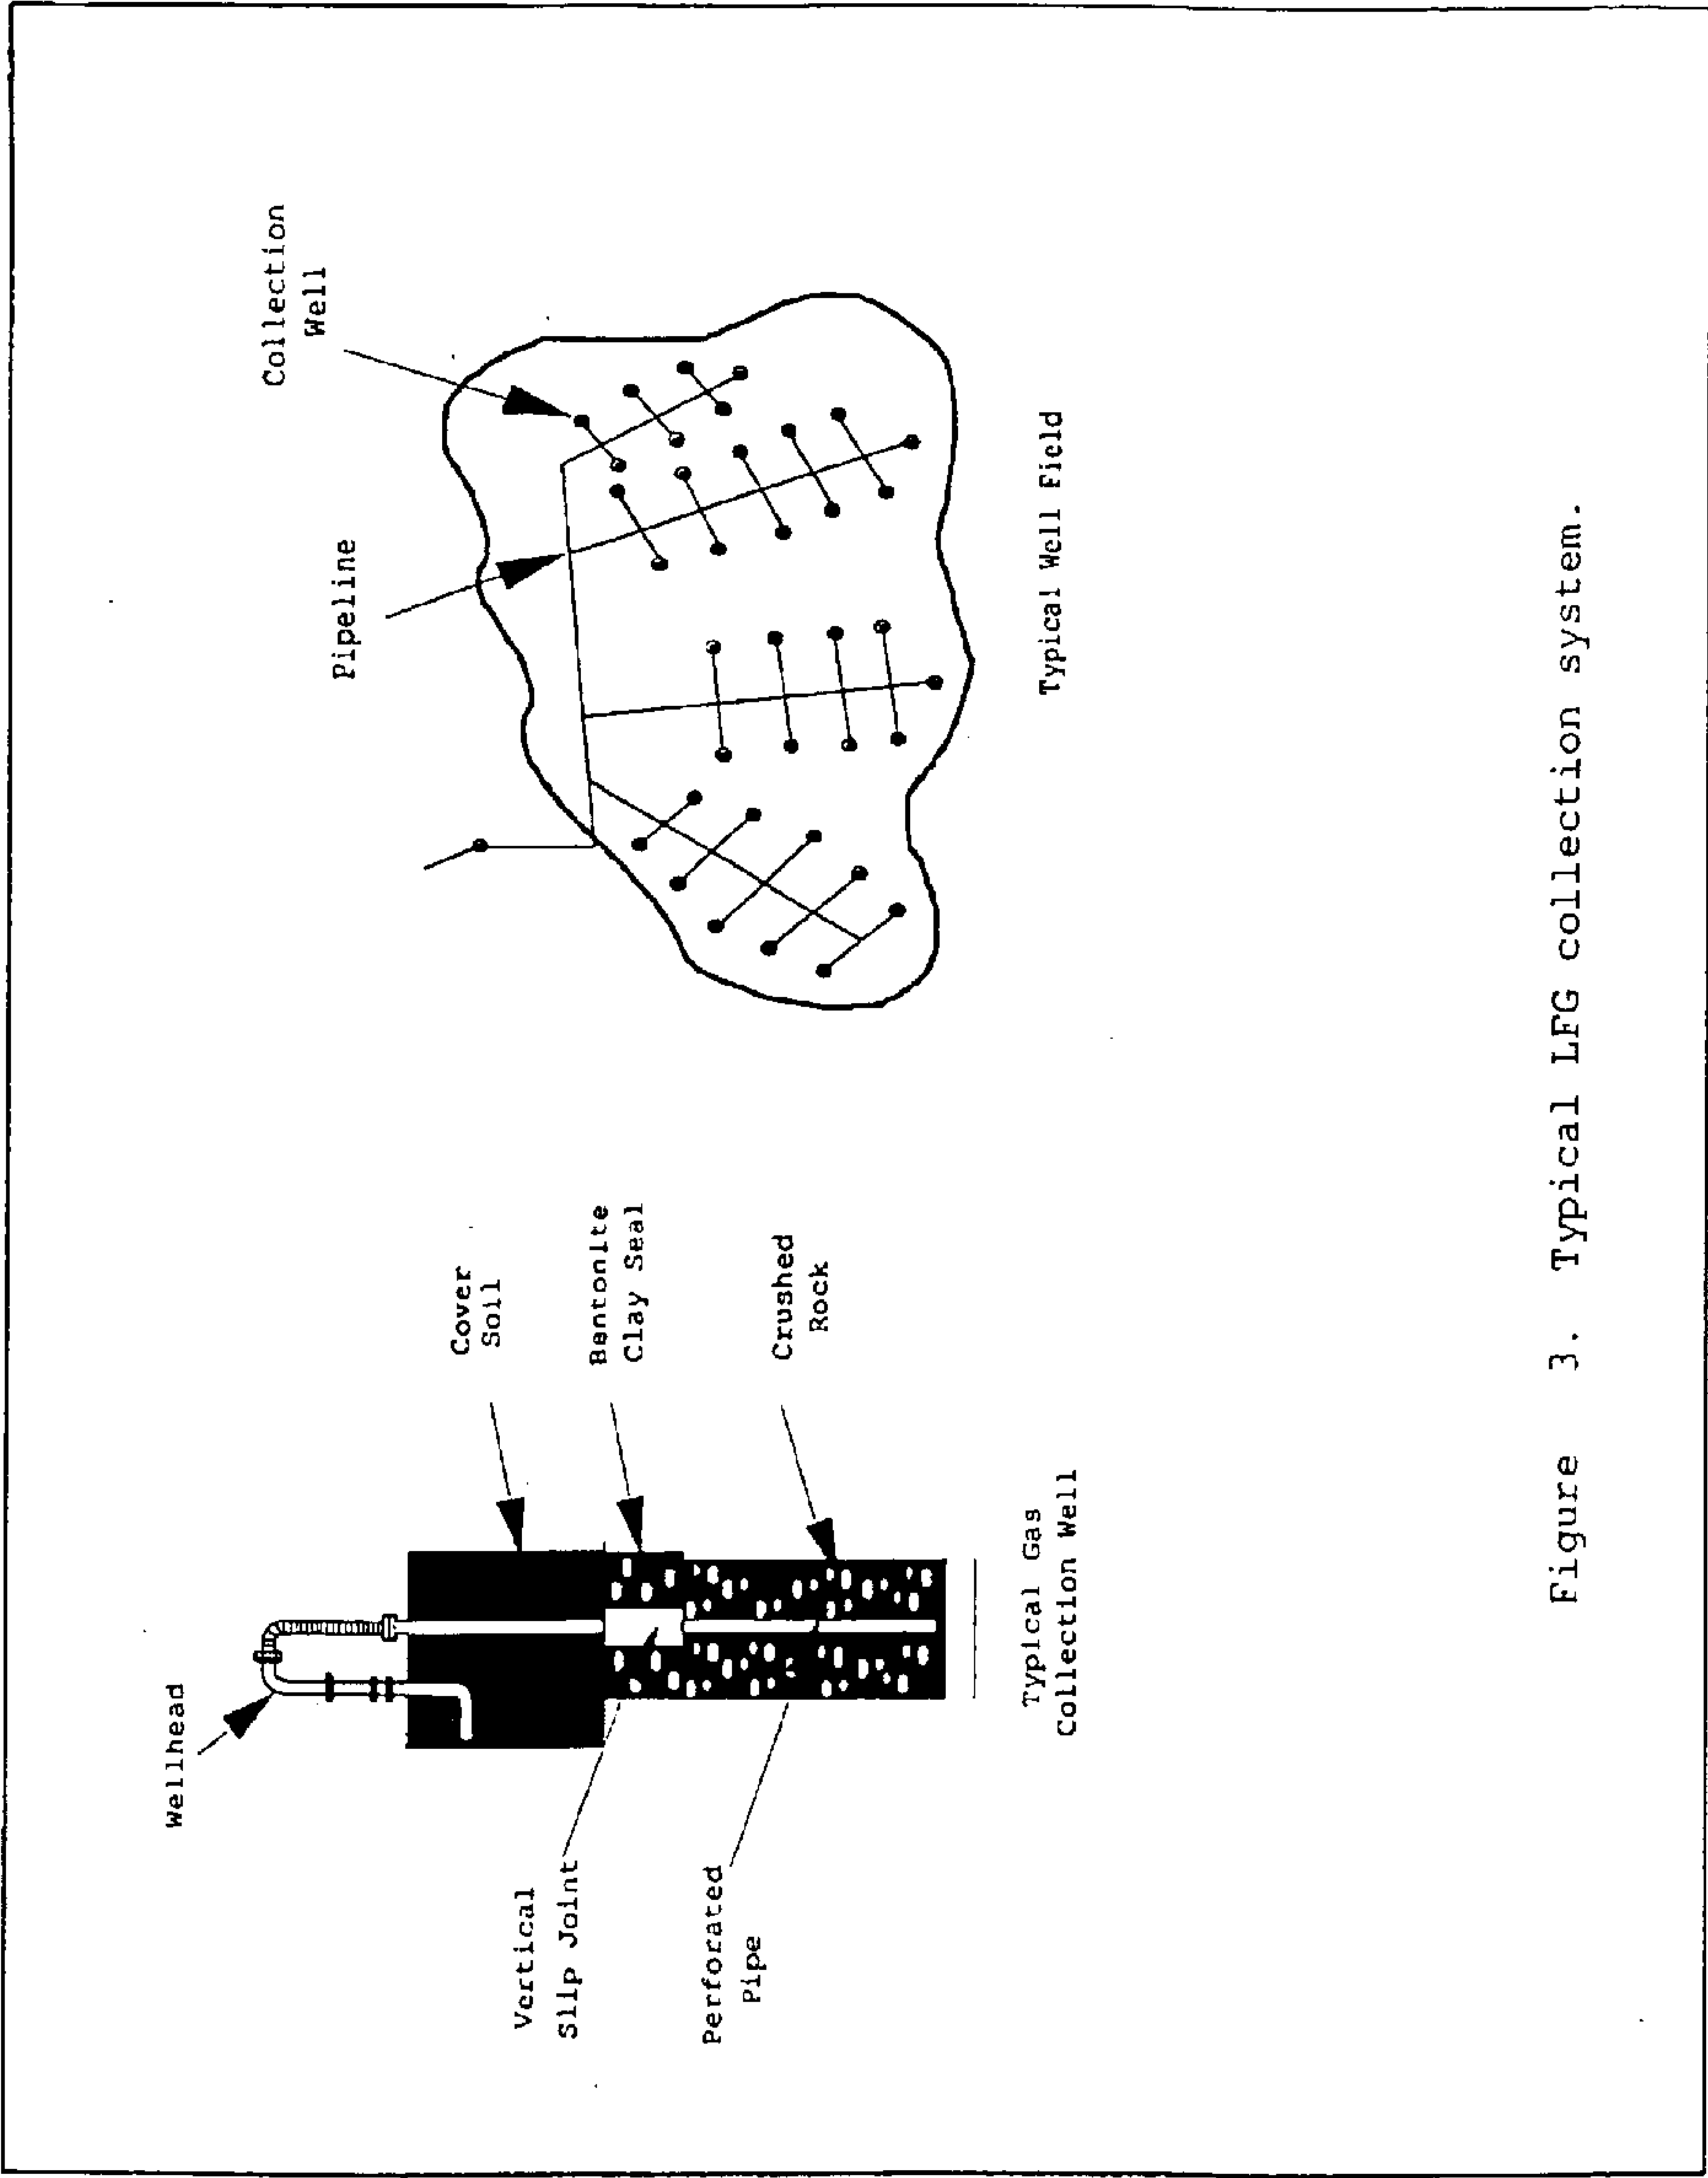 Wellhead
Vertical
Slip Joint
Perforated
Pipe
Cover
Soil
Bentonite
Clay Seal
Crushed
Rock
Typical Gas
Collection Well
Pipeline
Collection
Well
Typical Well Field
Figure 3. Typical LFG collection system.